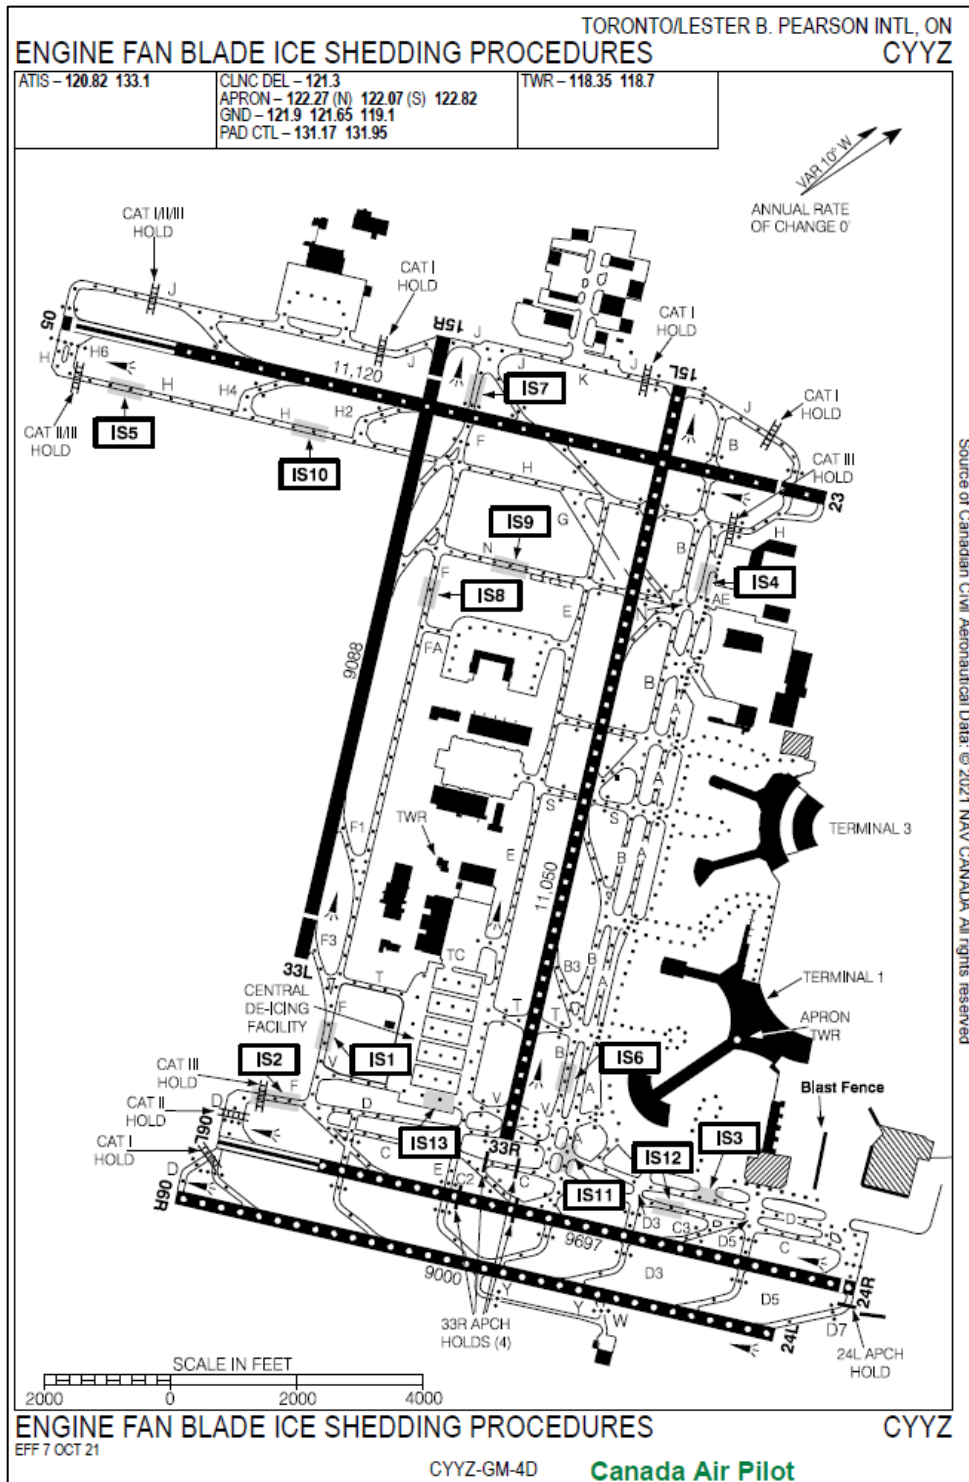 TORONTO/LESTER B. PEARSON INTL, ON
ENGINE FAN BLADE ICE SHEDDING PROCEDURES CYYZ
ATIS – 120.82 133.1
CLNC DEL – 121.3
APRON – 122.27 (N) 122.07 (S) 122.82
GND – 121.9 121.65 119.1
PAD CTL – 131.17 131.95
TWR – 118.35 118.7
VAR 10° W
ANNUAL RATE
OF CHANGE 0'
CAT I/II/III
HOLD
J
CAT I
HOLD
15R
J
J
CAT I
HOLD
05
H
H6
11,120
K
J
15L
J
CAT I
HOLD
H
H4
H2
IS7
B
CAT II/III
HOLD
IS5
H
F
CAT III
HOLD
IS10
H
23
IS9
G
H
N
B
F
IS8
IS4
E
AE
FA
9088
B
A
A
TWR
S
S
TERMINAL 3
F1
E
B
A
11,050
F3
TC
B3
B
A
33L
T
T
TERMINAL 1
CENTRAL
DE-ICING
FACILITY
F
T
T
APRON
TWR
IS2
IS1
B
IS6
CAT III
HOLD
F
V
A
Blast Fence
CAT II
HOLD
D
D
V
V
CAT I
HOLD
06L
C
IS13
33R
A
IS3
IS12
D
E
C2
C
IS11
06R
D3
C3
D
D5
D
C
9697
D3
9000
D5
24R
Y
Y
W
24L
D7
33R APCH
HOLDS (4)
24L APCH
HOLD
SCALE IN FEET
2000 0 2000 4000
Source of Canadian Civil Aeronautical Data: © 2021 NAV CANADA All rights reserved
ENGINE FAN BLADE ICE SHEDDING PROCEDURES CYYZ
EFF 7 OCT 21
CYYZ-GM-4D
Canada Air Pilot